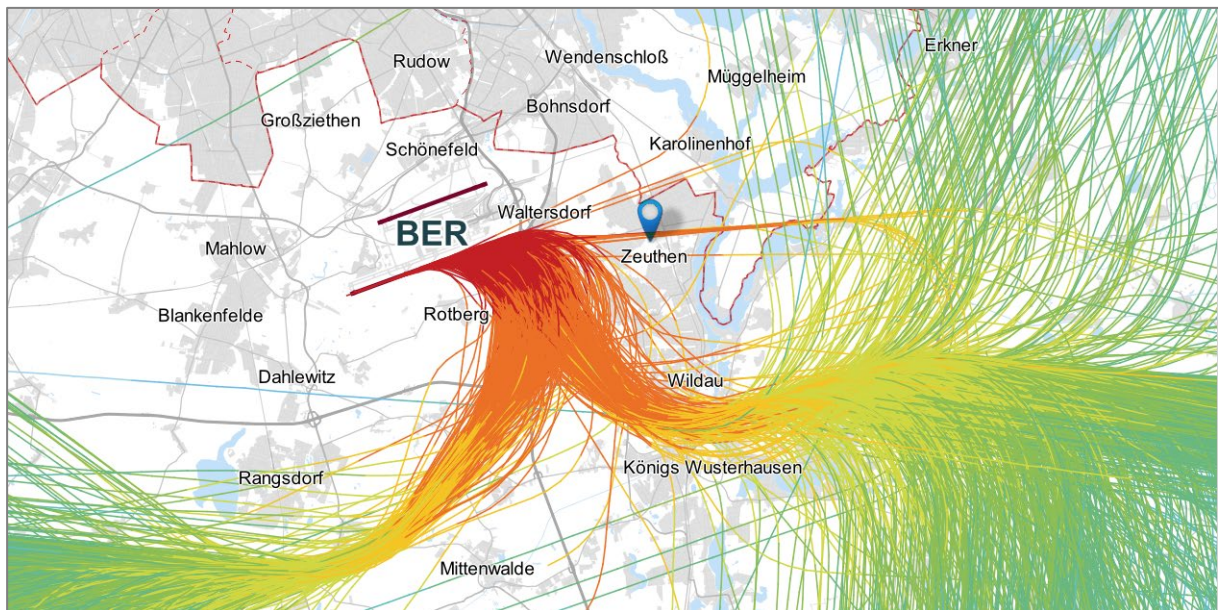 Erkner
Wendenschloß
Rudow
Müggelheim
Bohnsdorf
Großziethen
Karolinenhof
Schönefeld
Waltersdorf
BER
Mahlow
Zeuthen
Rotberg
Blankenfelde
Dahlewitz
Wildau
Königs Wusterhausen
Rangsdorf
Mittenwalde